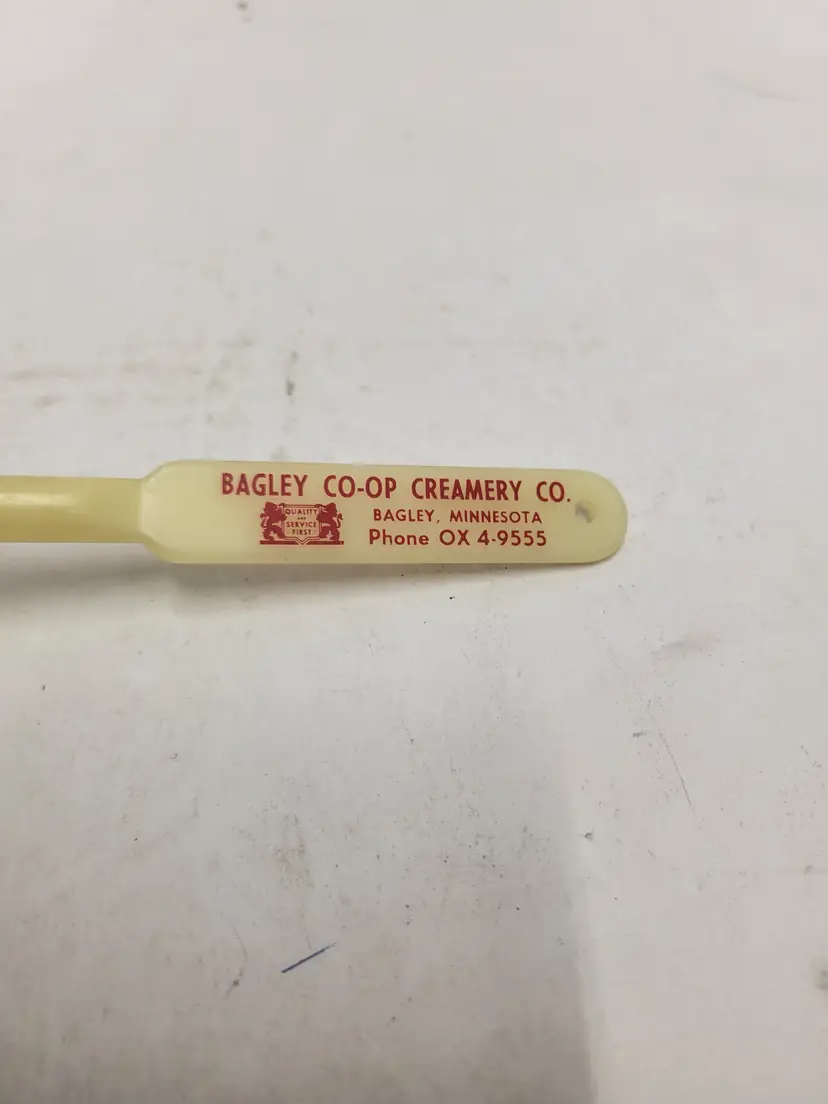 BAGLEY CO-OP CREAMERY CO.
QUALITY
AND
SERVICE
FIRST
BAGLEY, MINNESOTA
Phone OX 4-9555